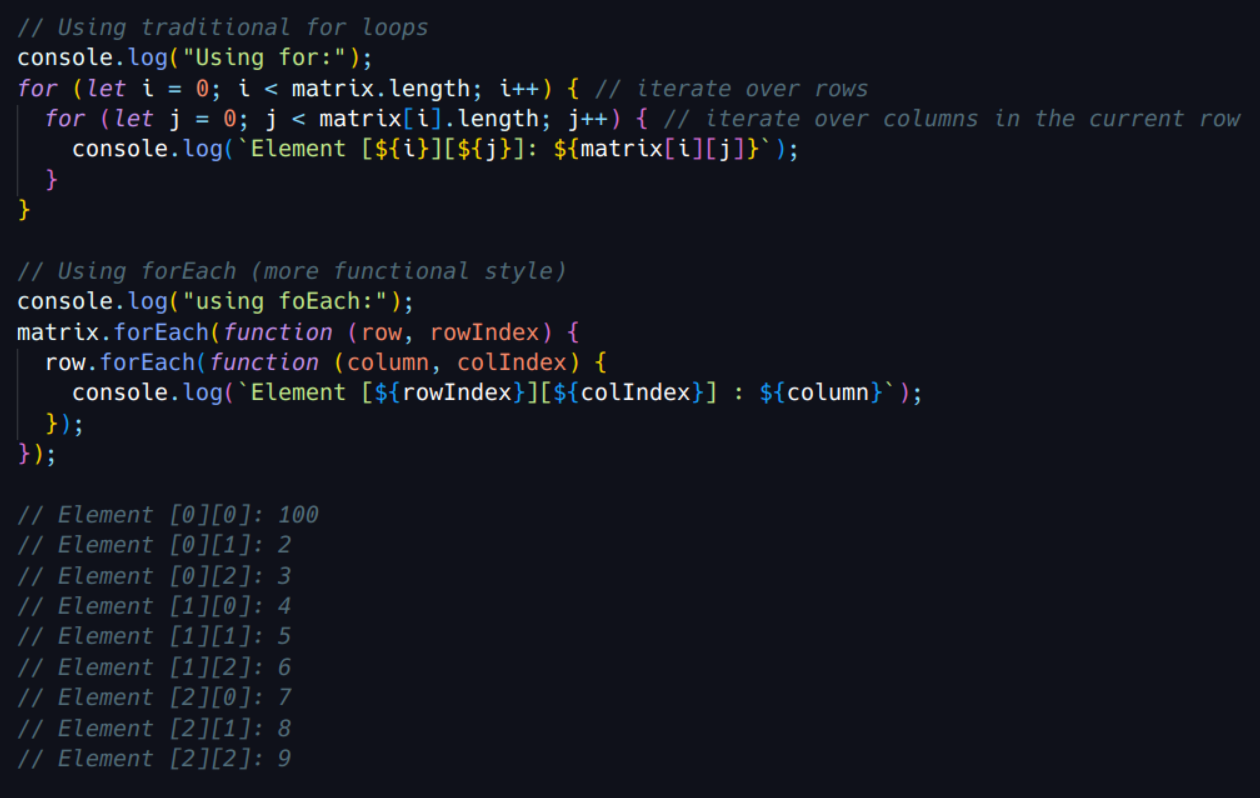 // Using traditional for loops
console.log("Using for:");
for (let i = 0; i < matrix.length; i++) { // iterate over rows
  for (let j = 0; j < matrix[i].length; j++) { // iterate over columns in the current row
    console.log(`Element [${i}][${j}]: ${matrix[i][j]}`);
  }
}

// Using forEach (more functional style)
console.log("using foEach:");
matrix.forEach(function (row, rowIndex) {
  row.forEach(function (column, colIndex) {
    console.log(`Element [${rowIndex}][${colIndex}] : ${column}`);
  });
});

// Element [0][0]: 100
// Element [0][1]: 2
// Element [0][2]: 3
// Element [1][0]: 4
// Element [1][1]: 5
// Element [1][2]: 6
// Element [2][0]: 7
// Element [2][1]: 8
// Element [2][2]: 9